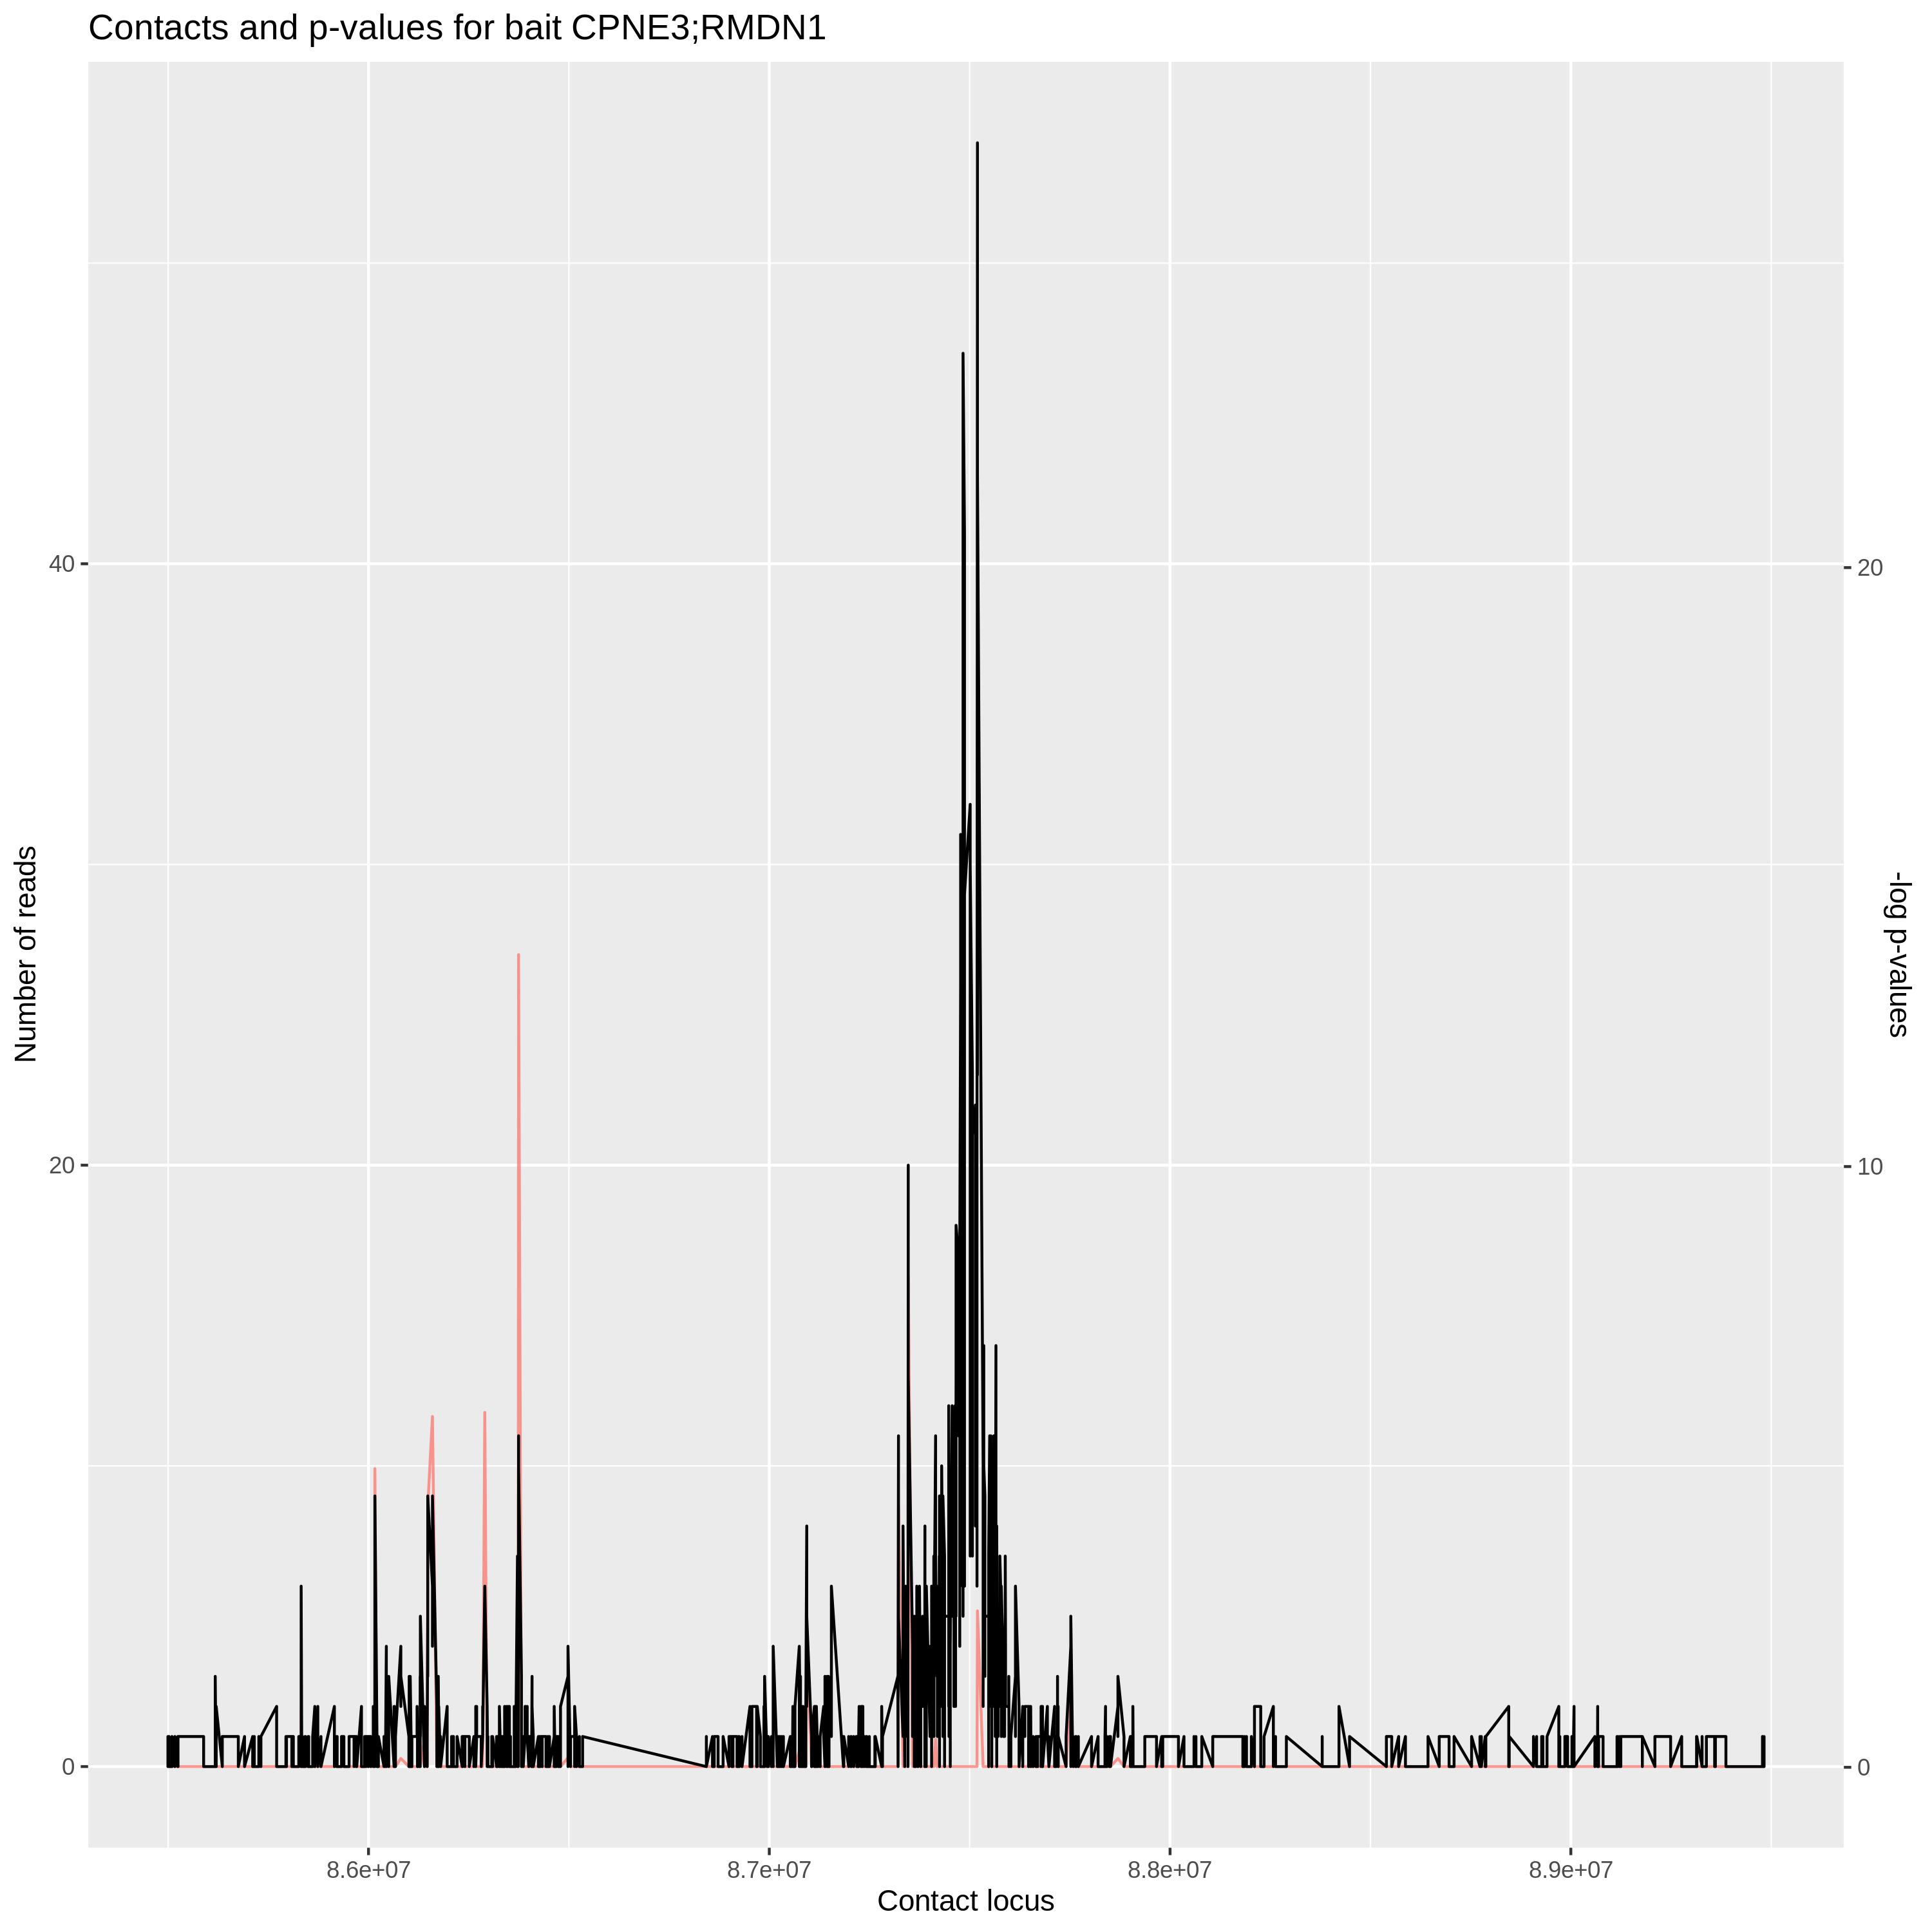 Contacts and p-values for bait CPNE3;RMDN1
Number of reads
40
20
0
20
10
0
-log p-values
8.6e+07
8.7e+07
8.8e+07
8.9e+07
Contact locus